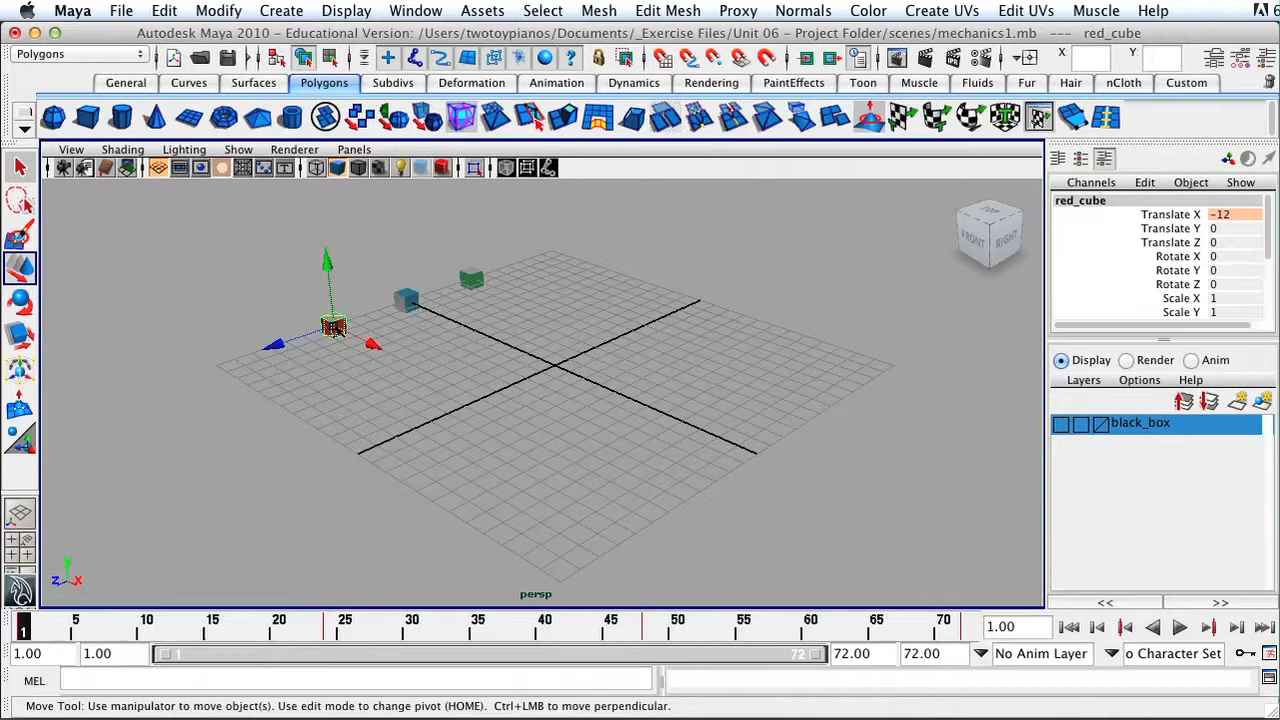 Maya File Edit Modify Create Display Window Assets Select Mesh Edit Mesh Proxy Normals Color Create UVs Edit UVs Muscle Help 6
Autodesk Maya 2010 - Educational Version: /Users/twotoypianos/Documents/_Exercise Files/Unit 06 - Project Folder/scenes/mechanics1.mb --- red_cube
Polygons X: Y:
General Curves Surfaces Polygons Subdivs Deformation Animation Dynamics Rendering PaintEffects Toon Muscle Fluids Fur Hair nCloth Custom
View Shading Lighting Show Renderer Panels
Channels Edit Object Show
red_cube
Translate X -12
Translate Y 0
Translate Z 0
Rotate X 0
Rotate Y 0
Rotate Z 0
Scale X 1
Scale Y 1
TOP
FRONT RIGHT
Display Render Anim
Layers Options Help
black_box
y
z x
persp
<< >>
1 5 10 15 20 25 30 35 40 45 50 55 60 65 70 1.00
1.00 1.00 1 72 72.00 72.00 No Anim Layer o Character Set
MEL
Move Tool: Use manipulator to move object(s). Use edit mode to change pivot (HOME). Ctrl+LMB to move perpendicular.